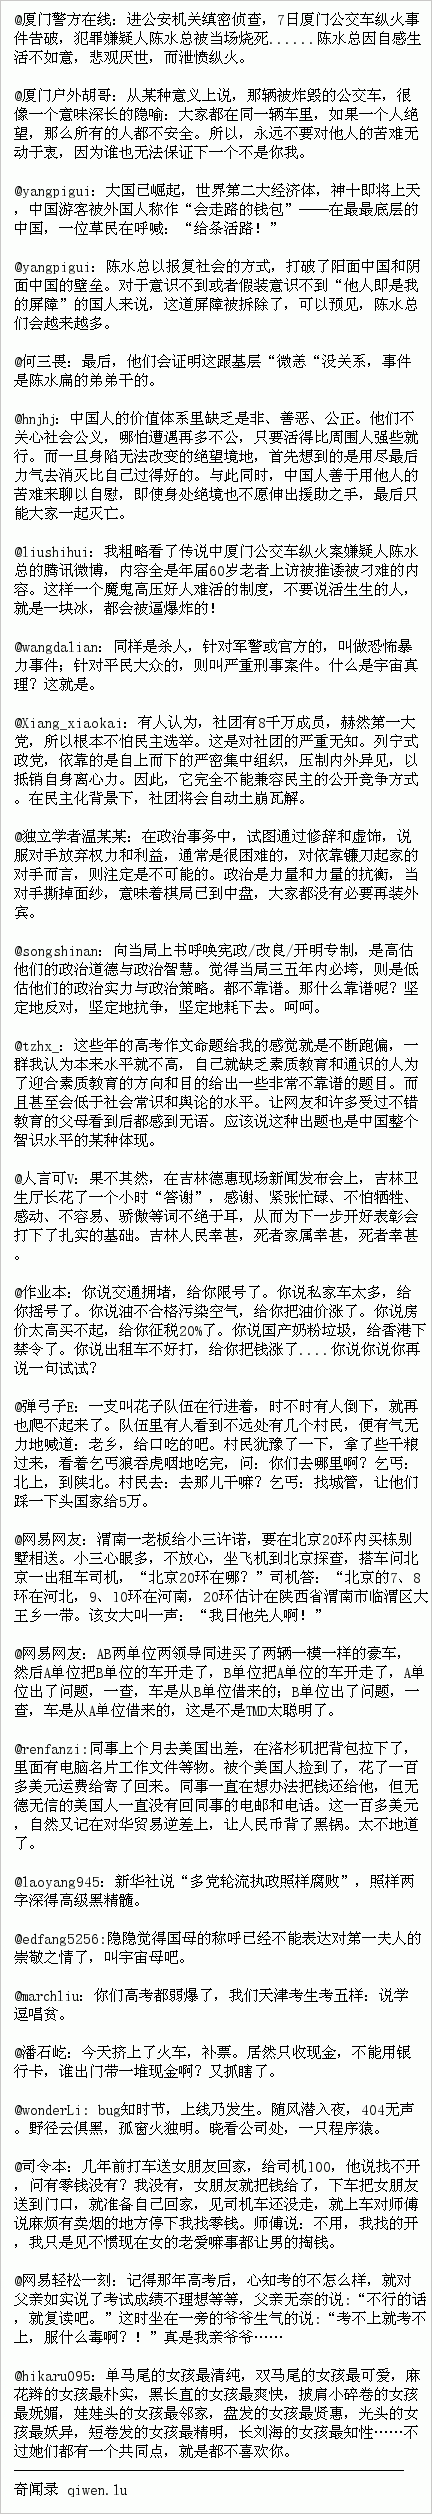 @厦门警方在线：进公安机关缜密侦查，7日厦门公交车纵火事
件告破，犯罪嫌疑人陈水总被当场烧死......陈水总因自感生
活不如意，悲观厌世，而泄愤纵火。
@厦门户外胡哥：从某种意义上说，那辆被炸毁的公交车，很
像一个意味深长的隐喻：大家都在同一辆车里，如果一个人绝
望，那么所有的人都不安全。所以，永远不要对他人的苦难无
动于衷，因为谁也无法保证下一个不是你我。
@yangpigui：大国已崛起，世界第二大经济体，神十即将上天
，中国游客被外国人称作“会走路的钱包”——在最最底层的
中国，一位草民在呼喊：“给条活路！”
@yangpigui：陈水总以报复社会的方式，打破了阳面中国和阴
面中国的壁垒。对于意识不到或者假装意识不到“他人即是我
的屏障”的国人来说，这道屏障被拆除了，可以预见，陈水总
们会越来越多。
@何三畏：最后，他们会证明这跟基层“微恙“没关系，事件
是陈水扁的弟弟干的。
@hnjhj：中国人的价值体系里缺乏是非、善恶、公正。他们不
关心社会公义，哪怕遭遇再多不公，只要活得比周围人强些就
行。而一旦身陷无法改变的绝望境地，首先想到的是用尽最后
力气去消灭比自己过得好的。与此同时，中国人善于用他人的
苦难来聊以自慰，即使身处绝境也不愿伸出援助之手，最后只
能大家一起灭亡。
@liushihui：我粗略看了传说中厦门公交车纵火案嫌疑人陈水
总的腾讯微博，内容全是年届60岁老者上访被推诿被刁难的内
容。这样一个魔鬼高压好人难活的制度，不要说活生生的人，
就是一块冰，都会被逼爆炸的！
@wangdalian：同样是杀人，针对军警或官方的，叫做恐怖暴
力事件；针对平民大众的，则叫严重刑事案件。什么是宇宙真
理？这就是。
@Xiang_xiaokai：有人认为，社团有8千万成员，赫然第一大
党，所以根本不怕民主选举。这是对社团的严重无知。列宁式
政党，依靠的是自上而下的严密集中组织，压制内外异见，以
抵销自身离心力。因此，它完全不能兼容民主的公开竞争方式
。在民主化背景下，社团将会自动土崩瓦解。
@独立学者温某某：在政治事务中，试图通过修辞和虚饰，说
服对手放弃权力和利益，通常是很困难的，对依靠镰刀起家的
对手而言，则注定是不可能的。政治是力量和力量的抗衡，当
对手撕掉面纱，意味着棋局已到中盘，大家都没有必要再装外
宾。
@songshinan：向当局上书呼唤宪政/改良/开明专制，是高估
他们的政治道德与政治智慧。觉得当局三五年内必垮，则是低
估他们的政治实力与政治策略。都不靠谱。那什么靠谱呢？坚
定地反对，坚定地抗争，坚定地耗下去。呵呵。
@tzhx_：这些年的高考作文命题给我的感觉就是不断跑偏，一
群我认为本来水平就不高，自己就缺乏素质教育和通识的人为
了迎合素质教育的方向和目的给出一些非常不靠谱的题目。而
且甚至会低于社会常识和舆论的水平。让网友和许多受过不错
教育的父母看到后都感到无语。应该说这种出题也是中国整个
智识水平的某种体现。
@人言可V：果不其然，在吉林德惠现场新闻发布会上，吉林卫
生厅长花了一个小时“答谢”，感谢、紧张忙碌、不怕牺牲、
感动、不容易、骄傲等词不绝于耳，从而为下一步开好表彰会
打下了扎实的基础。吉林人民幸甚，死者家属幸甚，死者幸甚
。
@作业本：你说交通拥堵，给你限号了。你说私家车太多，给
你摇号了。你说油不合格污染空气，给你把油价涨了。你说房
价太高买不起，给你征税20%了。你说国产奶粉垃圾，给香港下
禁令了。你说出租车不好打，给你把钱涨了....你说你说你再
说一句试试？
@弹弓子E：一支叫花子队伍在行进着，时不时有人倒下，就再
也爬不起来了。队伍里有人看到不远处有几个村民，便有气无
力地喊道：老乡，给口吃的吧。村民犹豫了一下，拿了些干粮
过来，看着乞丐狼吞虎咽地吃完，问：你们去哪里啊？乞丐：
北上，到陕北。村民去：去那儿干嘛？乞丐：找城管，让他们
踩一下头国家给5万。
@网易网友：渭南一老板给小三许诺，要在北京20环内买栋别
墅相送。小三心眼多，不放心，坐飞机到北京探查，搭车问北
京一出租车司机，“北京20环在哪？”司机答：“北京的7、8
环在河北，9、10环在河南，20环估计在陕西省渭南市临渭区大
王乡一带。该女大叫一声：“我日他先人啊！”
@网易网友：AB两单位两领导同进买了两辆一模一样的豪车，
然后A单位把B单位的车开走了，B单位把A单位的车开走了，A单
位出了问题，一查，车是从B单位借来的；B单位出了问题，一
查，车是从A单位借来的，这是不是TMD太聪明了。
@renfanzi:同事上个月去美国出差，在洛杉矶把背包拉下了，
里面有电脑名片工作文件等物。被个美国人捡到了，花了一百
多美元运费给寄了回来。同事一直在想办法把钱还给他，但无
德无信的美国人一直没有回同事的电邮和电话。这一百多美元
，自然又记在对华贸易逆差上，让人民币背了黑锅。太不地道
了。
@laoyang945：新华社说“多党轮流执政照样腐败”，照样两
字深得高级黑精髓。
@edfang5256:隐隐觉得国母的称呼已经不能表达对第一夫人的
崇敬之情了，叫宇宙母吧。
@marchliu：你们高考都弱爆了，我们天津考生考五样：说学
逗唱贫。
@潘石屹：今天挤上了火车，补票。居然只收现金，不能用银
行卡，谁出门带一堆现金啊？又抓瞎了。
@wonderLi: bug知时节，上线乃发生。随风潜入夜，404无声
。野径云俱黑，孤窗火独明。晓看公司处，一只程序猿。
@司令本：几年前打车送女朋友回家，给司机100，他说找不开
，问有零钱没有？我没有，女朋友就把钱给了，下车把女朋友
送到门口，就准备自己回家，见司机车还没走，就上车对师傅
说麻烦有卖烟的地方停下我找零钱。师傅说：不用，我找的开
，我只是见不惯现在女的老爱嘛事都让男的掏钱。
@网易轻松一刻：记得那年高考后，心知考的不怎么样，就对
父亲如实说了考试成绩不理想等等，父亲无奈的说：“不行的话
，就复读吧。”这时坐在一旁的爷爷生气的说：“考不上就考不
上，服什么毒啊？！”真是我亲爷爷……
@hikaru095：单马尾的女孩最清纯，双马尾的女孩最可爱，麻
花辫的女孩最朴实，黑长直的女孩最爽快，披肩小碎卷的女孩
最妩媚，娃娃头的女孩最邻家，盘发的女孩最贤惠，光头的女
孩最妖异，短卷发的女孩最精明，长刘海的女孩最知性……不
过她们都有一个共同点，就是都不喜欢你。
奇闻录 qiwen.lu